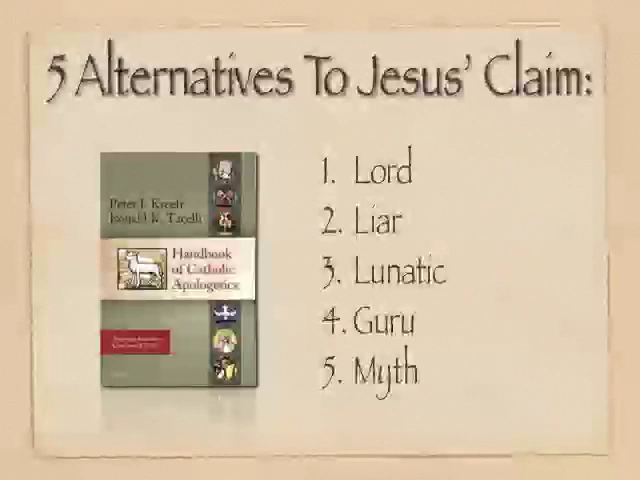 5 Alternatives To Jesus' Claim:
Peter J. Kreeft
Ronald K. Tacelli
Handbook
of Catholic
Apologetics
1. Lord
2. Liar
3. Lunatic
4. Guru
5. Myth